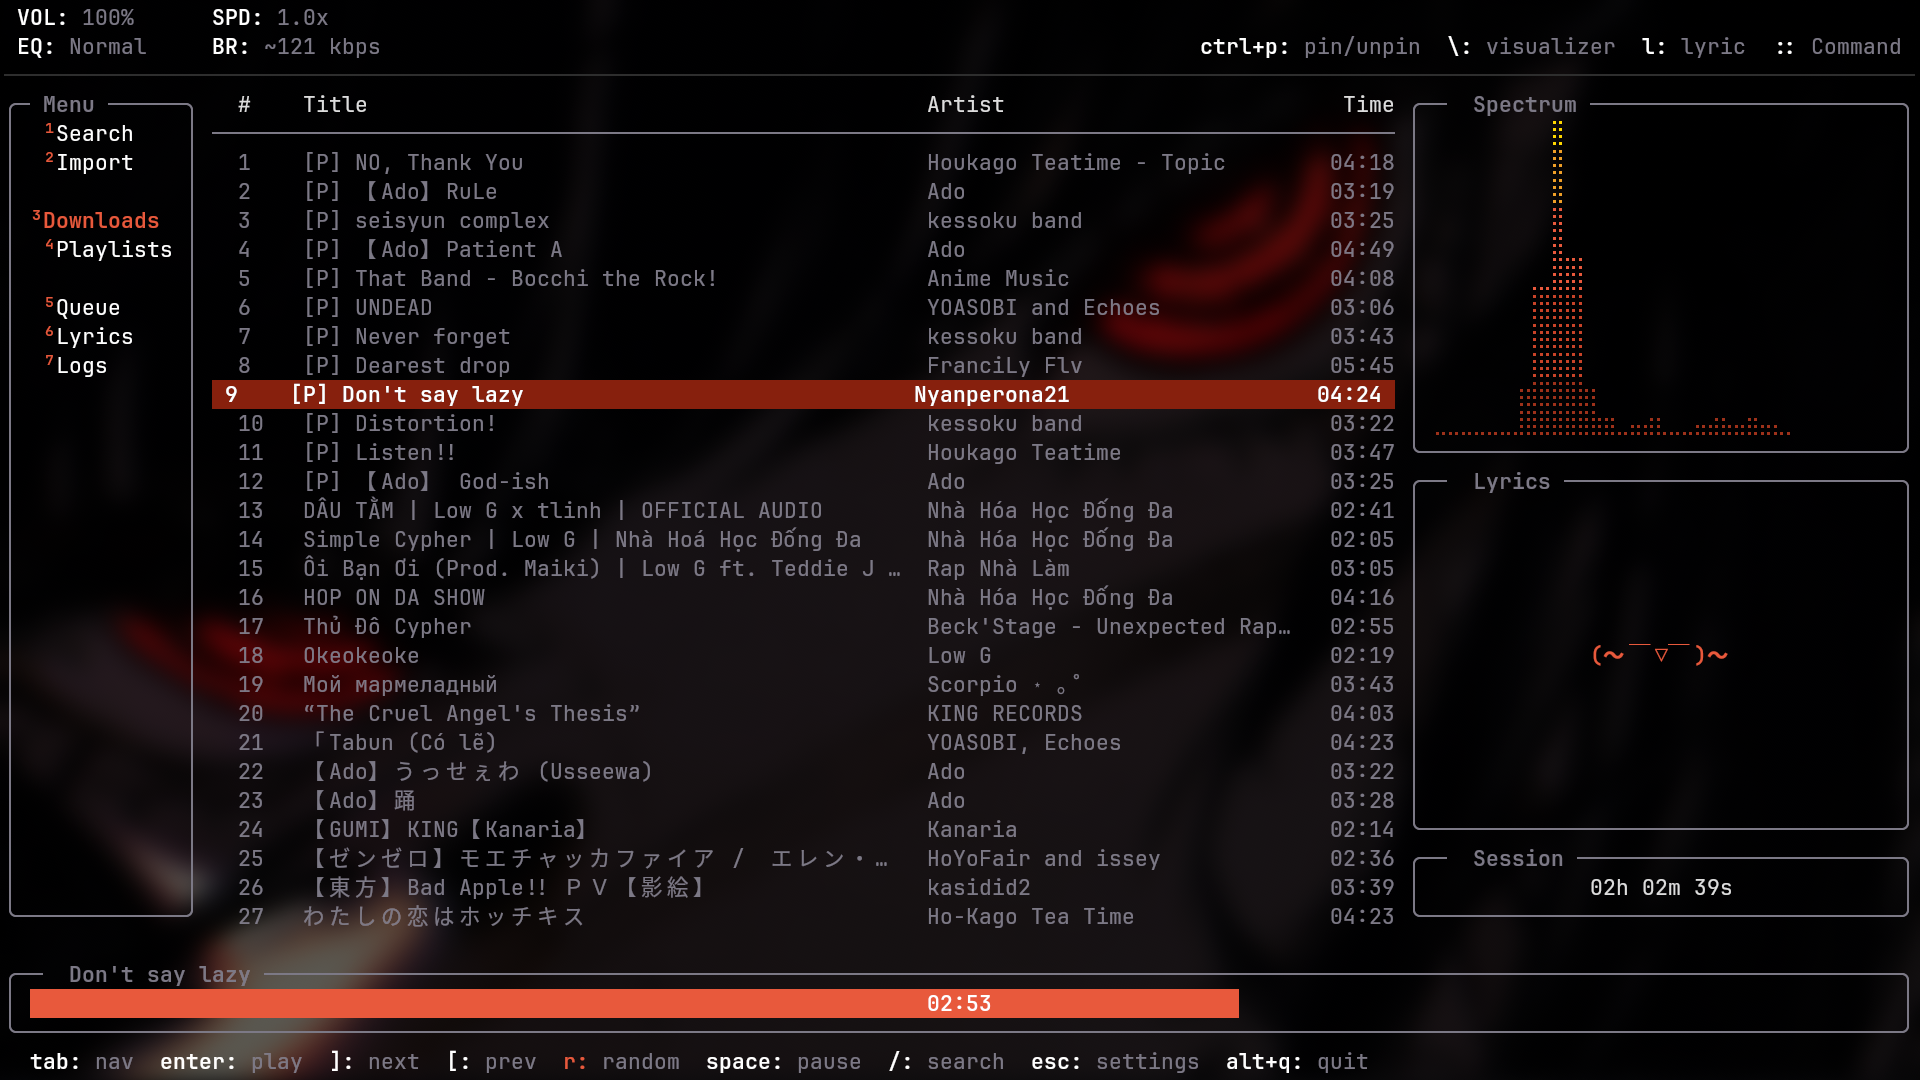 VOL: 100% SPD: 1.0x
EQ: Normal BR: ~121 kbps ctrl+p: pin/unpin \: visualizer l: lyric :: Command
Menu
1Search
2Import
3Downloads
4Playlists
5Queue
6Lyrics
7Logs
# Title Artist Time
1 [P] NO, Thank You Houkago Teatime - Topic 04:18
2 [P] 【Ado】RuLe Ado 03:19
3 [P] seisyun complex kessoku band 03:25
4 [P] 【Ado】Patient A Ado 04:49
5 [P] That Band - Bocchi the Rock! Anime Music 04:08
6 [P] UNDEAD YOASOBI and Echoes 03:06
7 [P] Never forget kessoku band 03:43
8 [P] Dearest drop FranciLy Flv 05:45
9 [P] Don't say lazy Nyanperona21 04:24
10 [P] Distortion! kessoku band 03:22
11 [P] Listen!! Houkago Teatime 03:47
12 [P] 【Ado】 God-ish Ado 03:25
13 DÂU TẰM | Low G x tlinh | OFFICIAL AUDIO Nhà Hóa Học Đống Đa 02:41
14 Simple Cypher | Low G | Nhà Hoá Học Đống Đa Nhà Hóa Học Đống Đa 02:05
15 Ôi Bạn Ơi (Prod. Maiki) | Low G ft. Teddie J … Rap Nhà Làm 03:05
16 HOP ON DA SHOW Nhà Hóa Học Đống Đa 04:16
17 Thủ Đô Cypher Beck'Stage - Unexpected Rap… 02:55
18 Okeokeoke Low G 02:19
19 Мой мармеладный Scorpio ⋆ ｡˚ 03:43
20 “The Cruel Angel's Thesis” KING RECORDS 04:03
21 「Tabun (Có lẽ) YOASOBI, Echoes 04:23
22 【Ado】うっせぇわ (Usseewa) Ado 03:22
23 【Ado】踊 Ado 03:28
24 【GUMI】KING【Kanaria】 Kanaria 02:14
25 【ゼンゼロ】モエチャッカファイア / エレン・… HoYoFair and issey 02:36
26 【東方】Bad Apple!! ＰＶ【影絵】 kasidid2 03:39
27 わたしの恋はホッチキス Ho-Kago Tea Time 04:23
Spectrum
Lyrics
(〜￣▽￣)〜
Session
02h 02m 39s
Don't say lazy
02:53
tab: nav enter: play ]: next [: prev r: random space: pause /: search esc: settings alt+q: quit